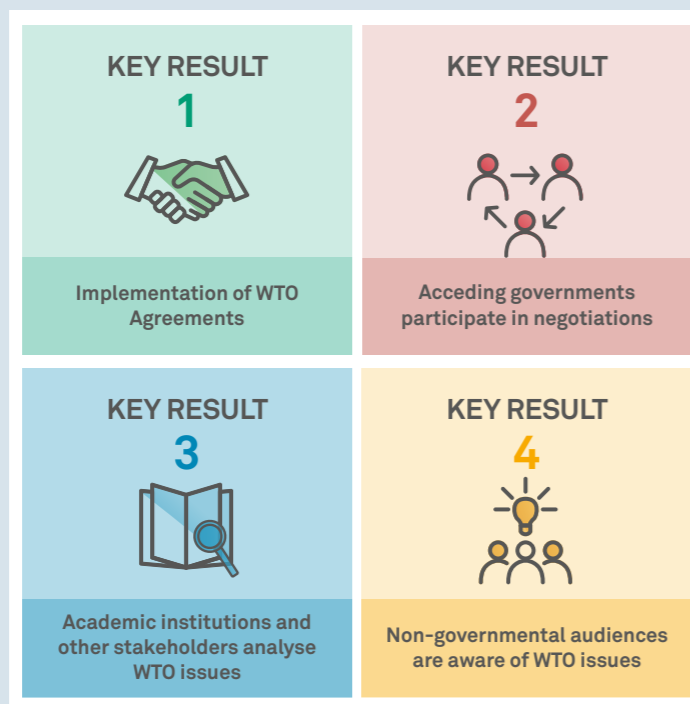 KEY RESULT
1
Implementation of WTO
Agreements
KEY RESULT
2
Acceding governments
participate in negotiations
KEY RESULT
3
Academic institutions and
other stakeholders analyse
WTO issues
KEY RESULT
4
Non-governmental audiences
are aware of WTO issues